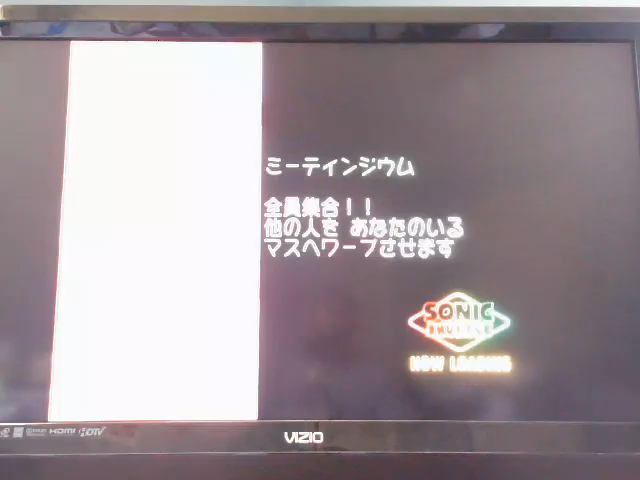 ミーティンジウム
全員集合!!
他の人を あなたのいる
マスへワープさせます
SONIC
SHUFFLE
NOW LOADING
HDMI HDTV
VIZIO